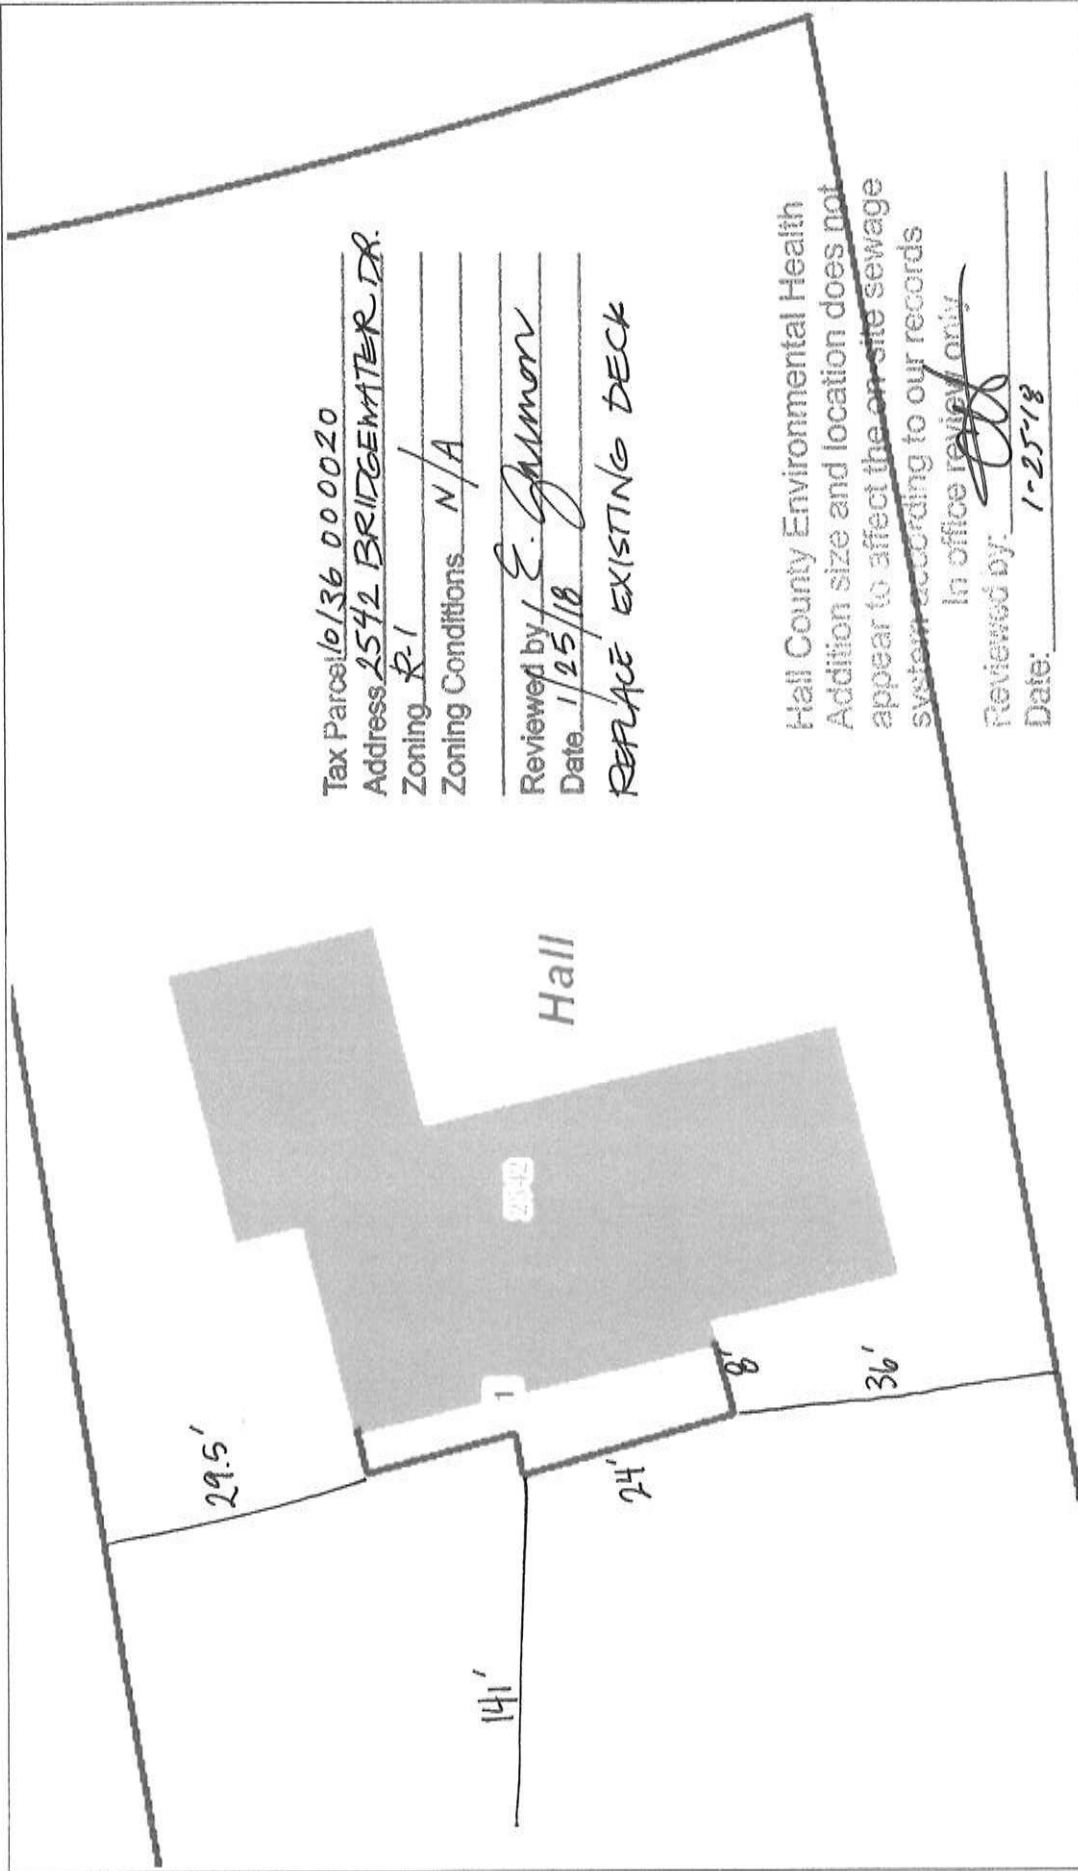 Tax Parcel 10136 000020
Address 2542 BRIDGEWATER DR.
Zoning R-1
Zoning Conditions N/A
Reviewed by E. Gammon
Date 1/25/18
REPLACE EXISTING DECK
Hall County Environmental Health
Addition size and location does not
appear to affect the on-site sewage
system according to our records
In office review only
Reviewed by:
Date: 1-25-18
Hall
2542
1
29.5'
141'
24'
8'
36'